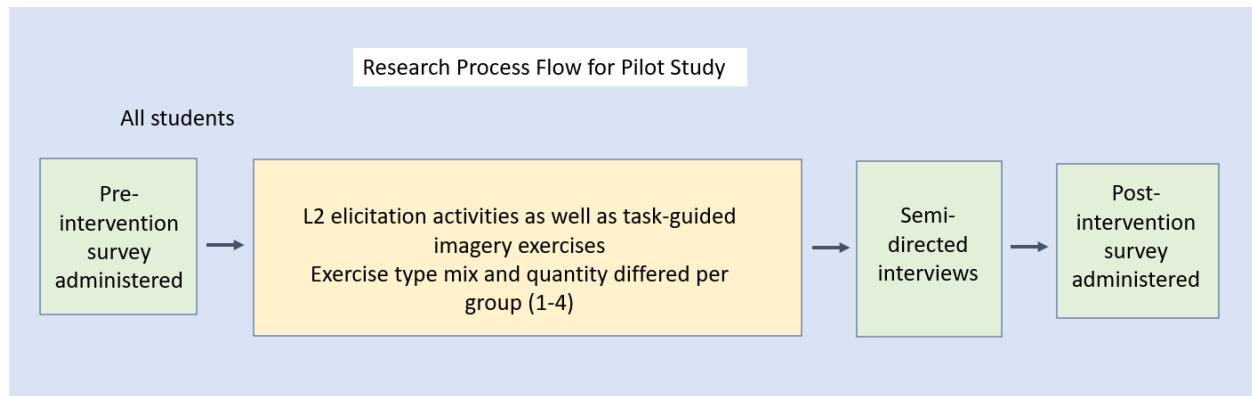 Research Process Flow for Pilot Study
All students
Pre-
intervention
survey
administered
L2 elicitation activities as well as task-guided
imagery exercises
Exercise type mix and quantity differed per
group (1-4)
Semi-
directed
interviews
Post-
intervention
survey
administered